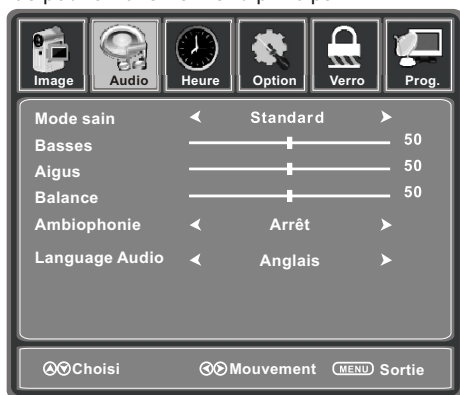 Image Audio Heure Option Verro Prog.
Mode sain Standard
Basses 50
Aigus 50
Balance 50
Ambiophonie Arrêt
Language Audio Anglais
Choisi Mouvement MENU Sortie